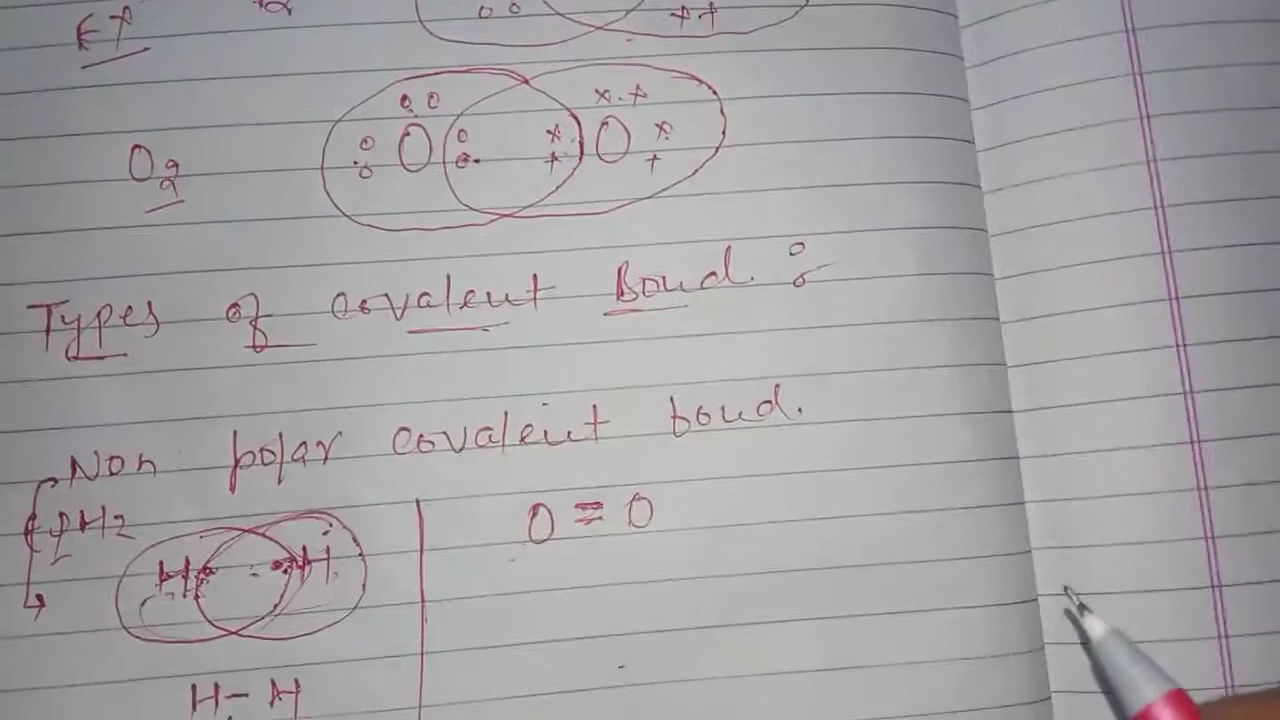 Ex
O2
O O
Types of covalent Bond :
Non polar covalent bond.
H2
H H
O = O
H - H